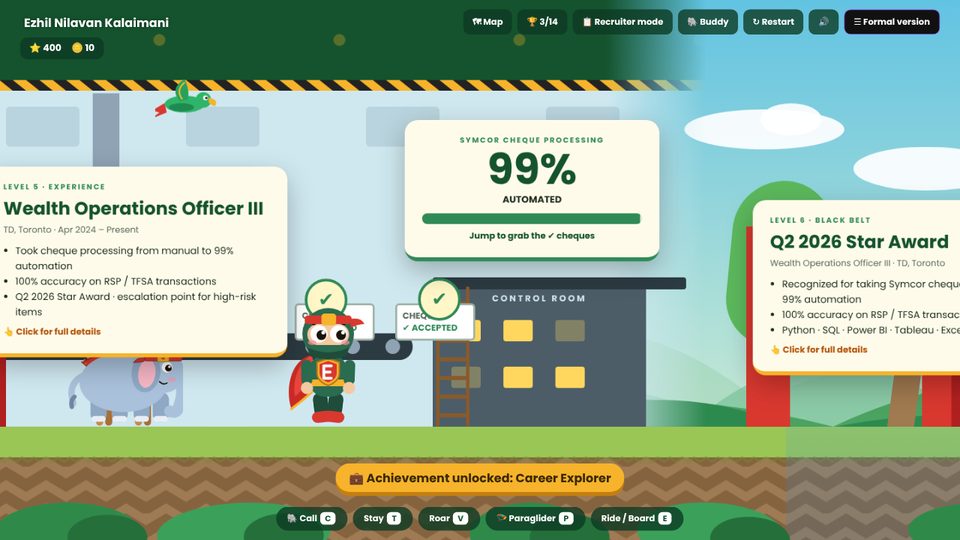 Ezhil Nilavan Kalaimani
⭐ 400 🪙 10
🗺 Map
🏆 3/14
📋 Recruiter mode
🐘 Buddy
↻ Restart
🔊
☰ Formal version
LEVEL 5 · EXPERIENCE
Wealth Operations Officer III
TD, Toronto · Apr 2024 – Present
• Took cheque processing from manual to 99%
automation
• 100% accuracy on RSP / TFSA transactions
• Q2 2026 Star Award · escalation point for high-risk
items
👆 Click for full details
SYMCOR CHEQUE PROCESSING
99%
AUTOMATED
Jump to grab the ✔ cheques
✔
✔
✔ ACCEPTED
E
CONTROL ROOM
LEVEL 6 · BLACK BELT
Q2 2026 Star Award
Wealth Operations Officer III · TD, Toronto
• Recognized for taking Symcor
99% automation
• 100% accuracy on RSP / TFSA
• Python · SQL · Power BI · Tableau ·
👆 Click for full details
💼 Achievement unlocked: Career Explorer
🐘 Call C
Stay T
Roar V
🪂 Paraglider P
Ride / Board E